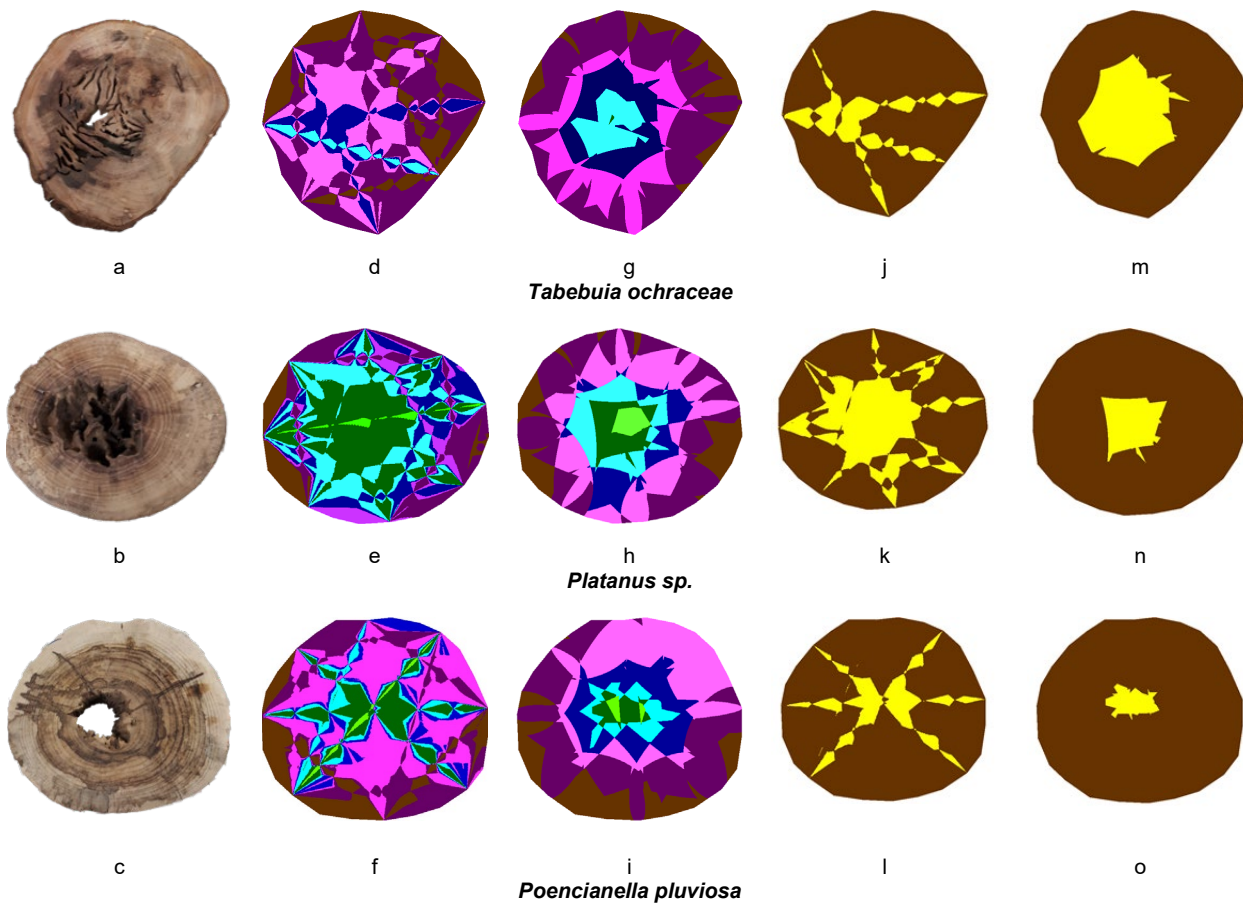 a d g j m
Tabebuia ochraceae
b e h k n
Platanus sp.
c f i l o
Poencianella pluviosa